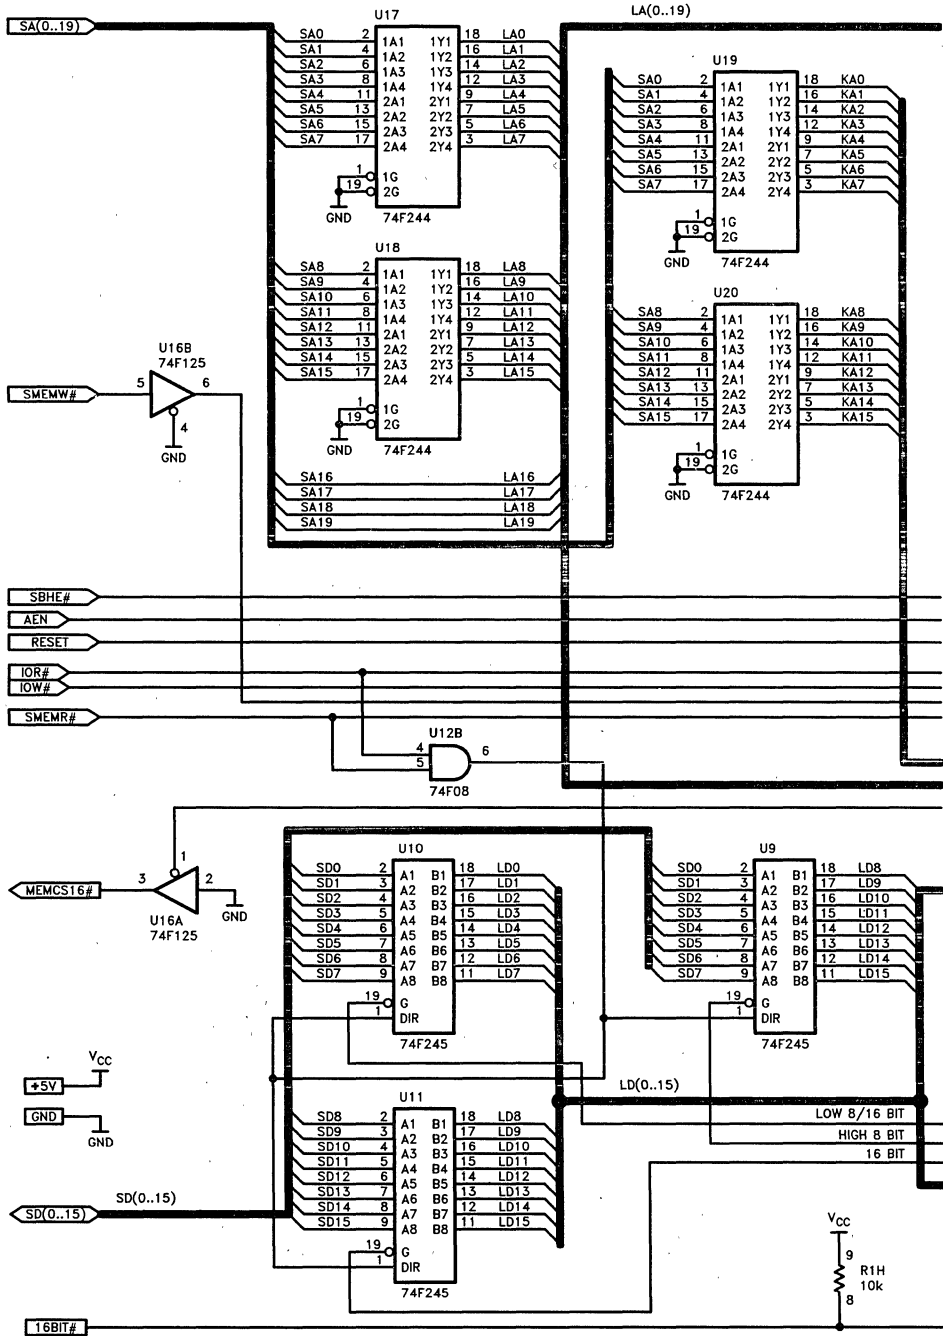 SA(0..19)
LA(0..19)
U17
SA0 2 1A1 1Y1 18 LA0
SA1 4 1A2 1Y2 16 LA1
SA2 6 1A3 1Y3 14 LA2
SA3 8 1A4 1Y4 12 LA3
SA4 11 2A1 2Y1 9 LA4
SA5 13 2A2 2Y2 7 LA5
SA6 15 2A3 2Y3 5 LA6
SA7 17 2A4 2Y4 3 LA7
1 1G
19 2G
GND
74F244
U19
SA0 2 1A1 1Y1 18 KA0
SA1 4 1A2 1Y2 16 KA1
SA2 6 1A3 1Y3 14 KA2
SA3 8 1A4 1Y4 12 KA3
SA4 11 2A1 2Y1 9 KA4
SA5 13 2A2 2Y2 7 KA5
SA6 15 2A3 2Y3 5 KA6
SA7 17 2A4 2Y4 3 KA7
1 1G
19 2G
GND
74F244
U18
SA8 2 1A1 1Y1 18 LA8
SA9 4 1A2 1Y2 16 LA9
SA10 6 1A3 1Y3 14 LA10
SA11 8 1A4 1Y4 12 LA11
SA12 11 2A1 2Y1 9 LA12
SA13 13 2A2 2Y2 7 LA13
SA14 15 2A3 2Y3 5 LA14
SA15 17 2A4 2Y4 3 LA15
1 1G
19 2G
GND
74F244
U20
SA8 2 1A1 1Y1 18 KA8
SA9 4 1A2 1Y2 16 KA9
SA10 6 1A3 1Y3 14 KA10
SA11 8 1A4 1Y4 12 KA11
SA12 11 2A1 2Y1 9 KA12
SA13 13 2A2 2Y2 7 KA13
SA14 15 2A3 2Y3 5 KA14
SA15 17 2A4 2Y4 3 KA15
1 1G
19 2G
GND
74F244
U16B
74F125
SMEMW# 5 6
4
GND
SA16 LA16
SA17 LA17
SA18 LA18
SA19 LA19
SBHE#
AEN
RESET
IOR#
IOW#
SMEMR#
U12B
4 6
5
74F08
1
MEMCS16# 3 2
GND
U16A
74F125
U10
SD0 2 A1 B1 18 LD0
SD1 3 A2 B2 17 LD1
SD2 4 A3 B3 16 LD2
SD3 5 A4 B4 15 LD3
SD4 6 A5 B5 14 LD4
SD5 7 A6 B6 13 LD5
SD6 8 A7 B7 12 LD6
SD7 9 A8 B8 11 LD7
19 G
1 DIR
74F245
U9
SD0 2 A1 B1 18 LD8
SD1 3 A2 B2 17 LD9
SD2 4 A3 B3 16 LD10
SD3 5 A4 B4 15 LD11
SD4 6 A5 B5 14 LD12
SD5 7 A6 B6 13 LD13
SD6 8 A7 B7 12 LD14
SD7 9 A8 B8 11 LD15
19 G
1 DIR
74F245
VCC
+5V
GND
GND
LD(0..15)
LOW 8/16 BIT
HIGH 8 BIT
16 BIT
U11
SD8 2 A1 B1 18 LD8
SD9 3 A2 B2 17 LD9
SD10 4 A3 B3 16 LD10
SD11 5 A4 B4 15 LD11
SD12 6 A5 B5 14 LD12
SD13 7 A6 B6 13 LD13
SD14 8 A7 B7 12 LD14
SD15 9 A8 B8 11 LD15
19 G
1 DIR
74F245
SD(0..15) SD(0..15)
VCC
9
R1H
10k
8
16BIT#